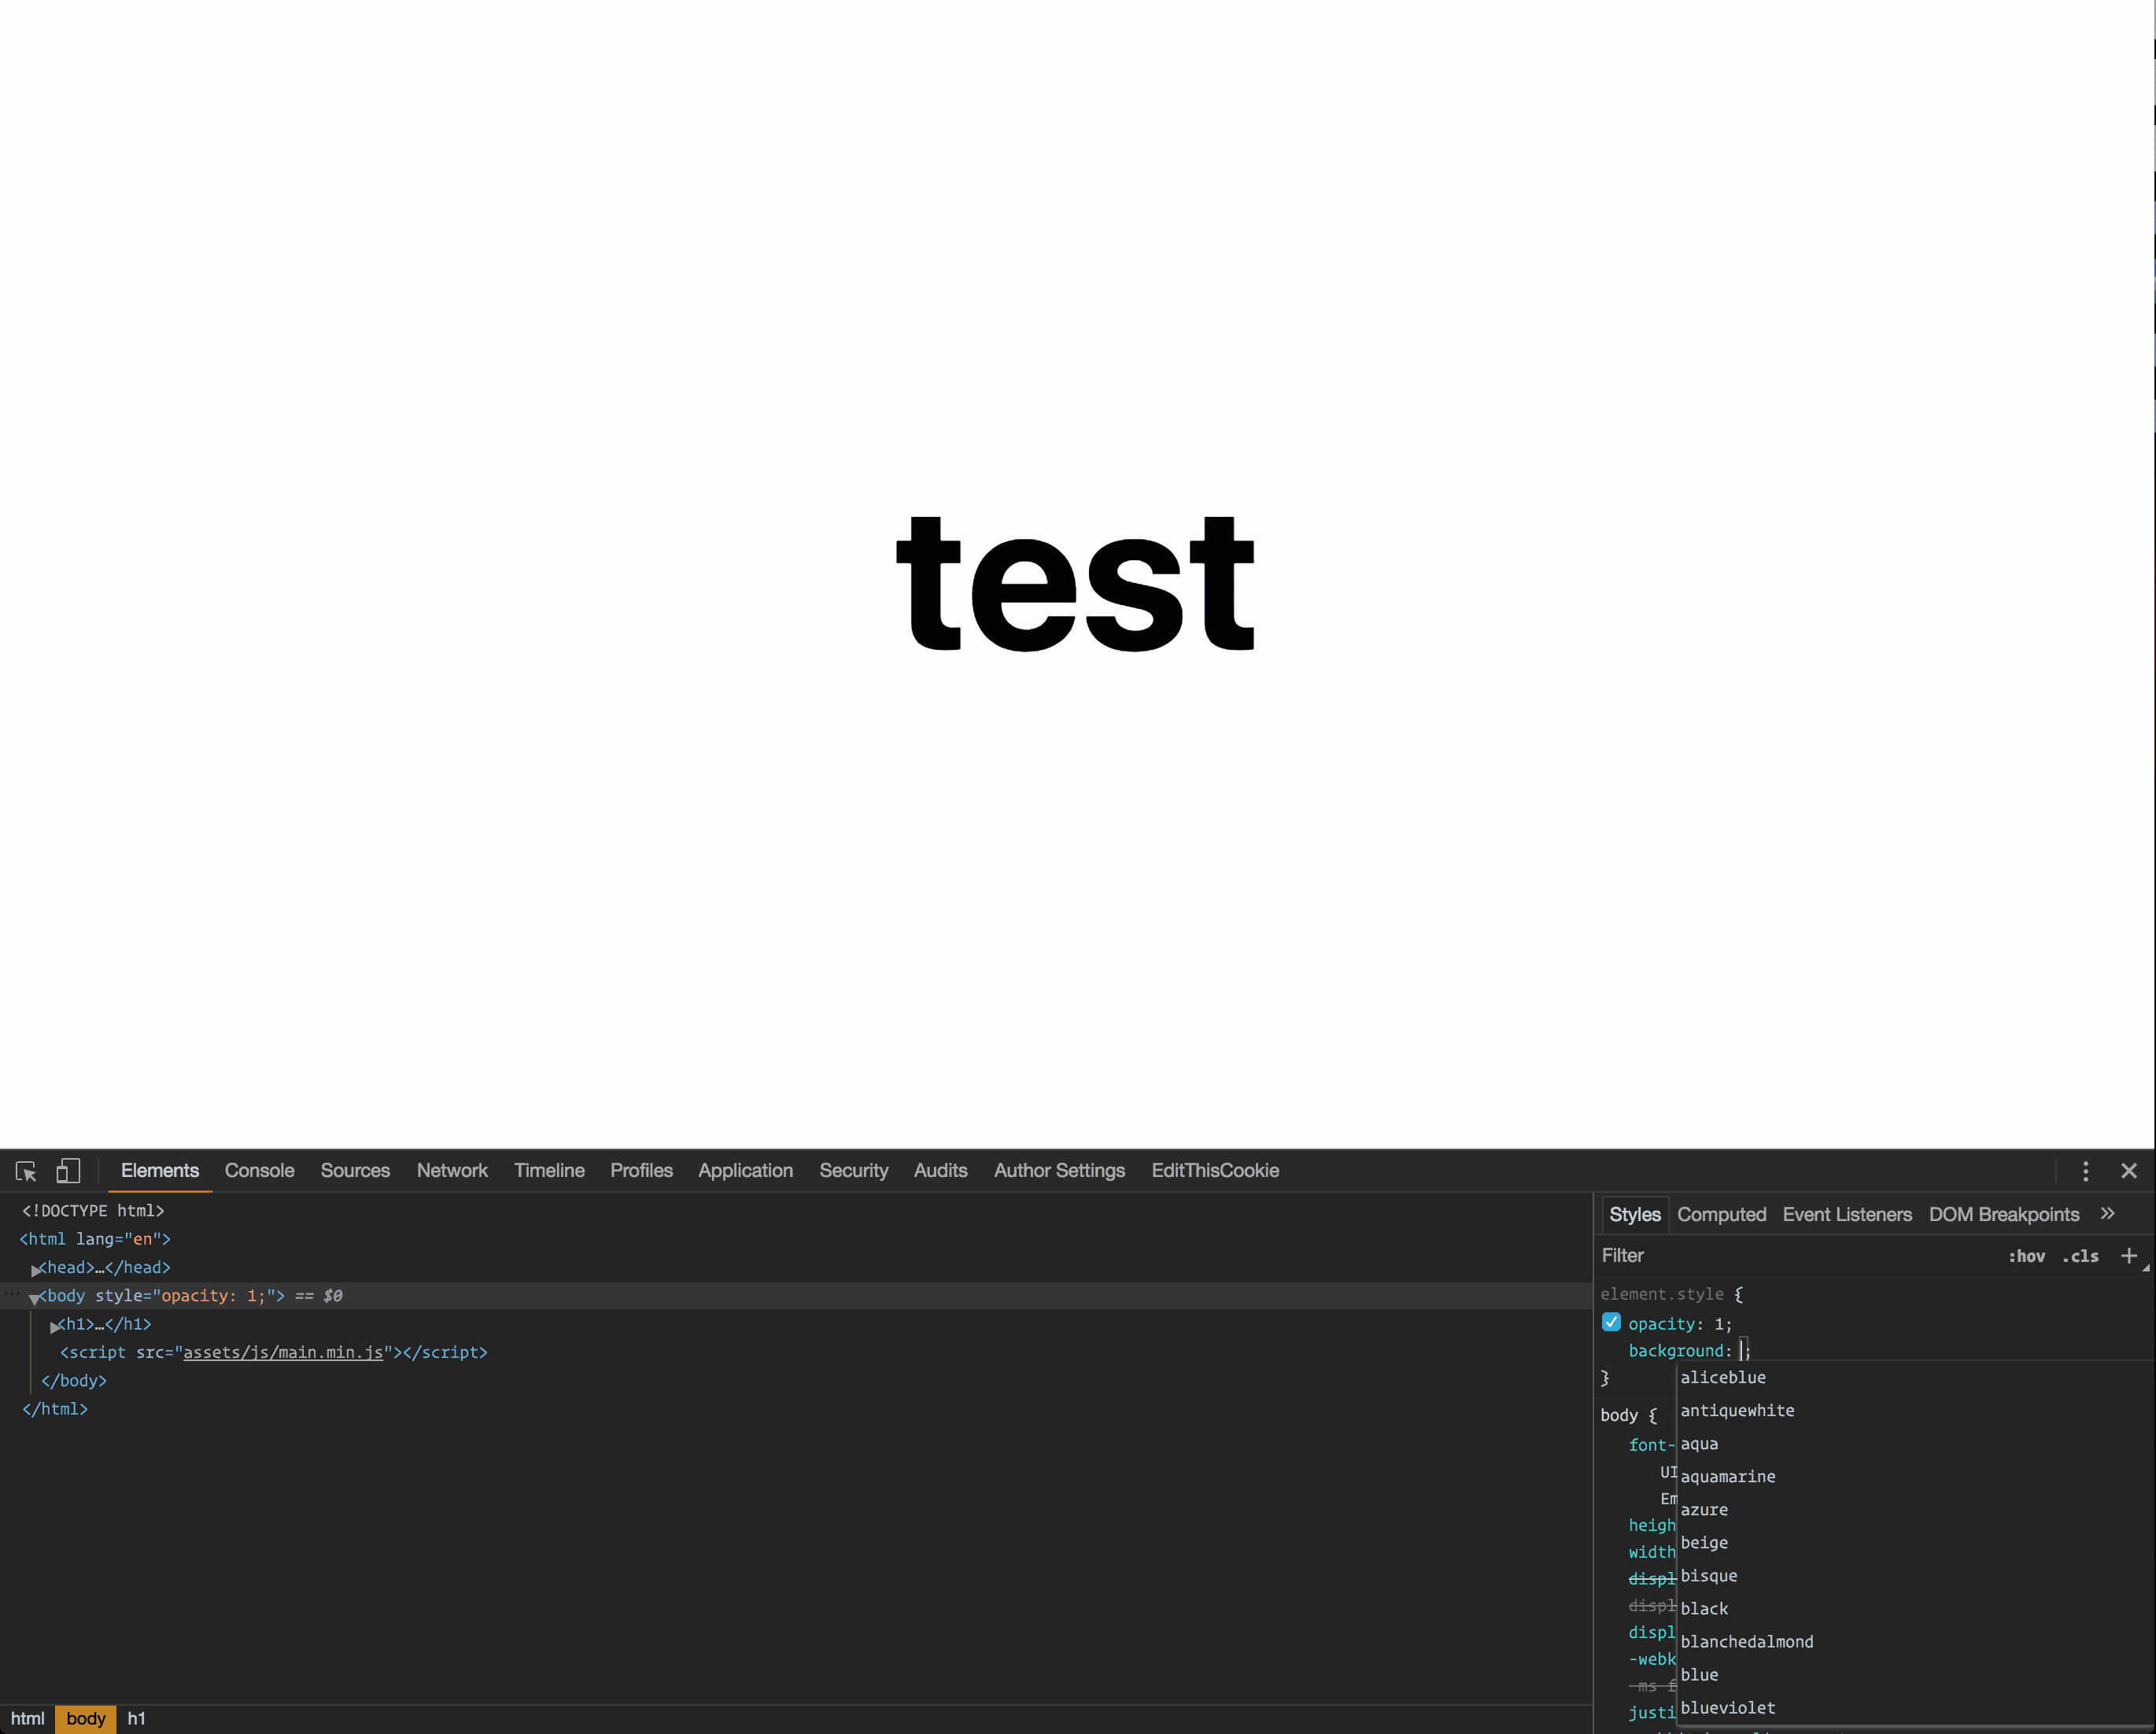 test
Elements Console Sources Network Timeline Profiles Application Security Audits Author Settings EditThisCookie
<!DOCTYPE html>
<html lang="en">
<head>…</head>
<body style="opacity: 1;"> == $0
<h1>…</h1>
<script src="assets/js/main.min.js"></script>
</body>
</html>
html body h1
Styles Computed Event Listeners DOM Breakpoints »
Filter :hov .cls +
element.style {
opacity: 1;
background: ;
}
body {
font-
UI
Em
heigh
width
displ
displ
displ
-webk
-ms f
justi
aliceblue
antiquewhite
aqua
aquamarine
azure
beige
bisque
black
blanchedalmond
blue
blueviolet